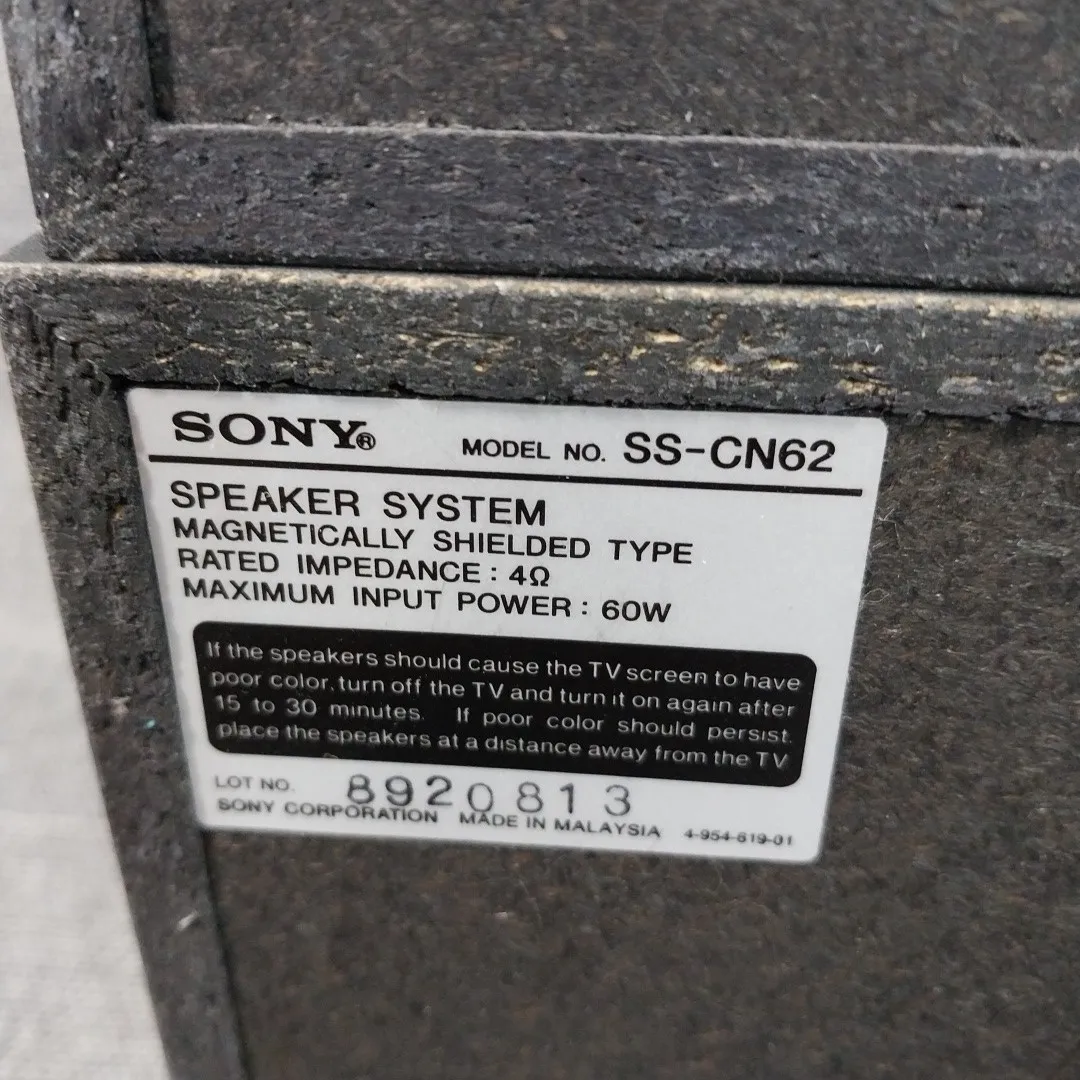 SONY® MODEL NO. SS-CN62
SPEAKER SYSTEM
MAGNETICALLY SHIELDED TYPE
RATED IMPEDANCE : 4Ω
MAXIMUM INPUT POWER : 60W
If the speakers should cause the TV screen to have
poor color, turn off the TV and turn it on again after
15 to 30 minutes. If poor color should persist.
place the speakers at a distance away from the TV
LOT NO. 8920813
SONY CORPORATION MADE IN MALAYSIA 4-954-619-01